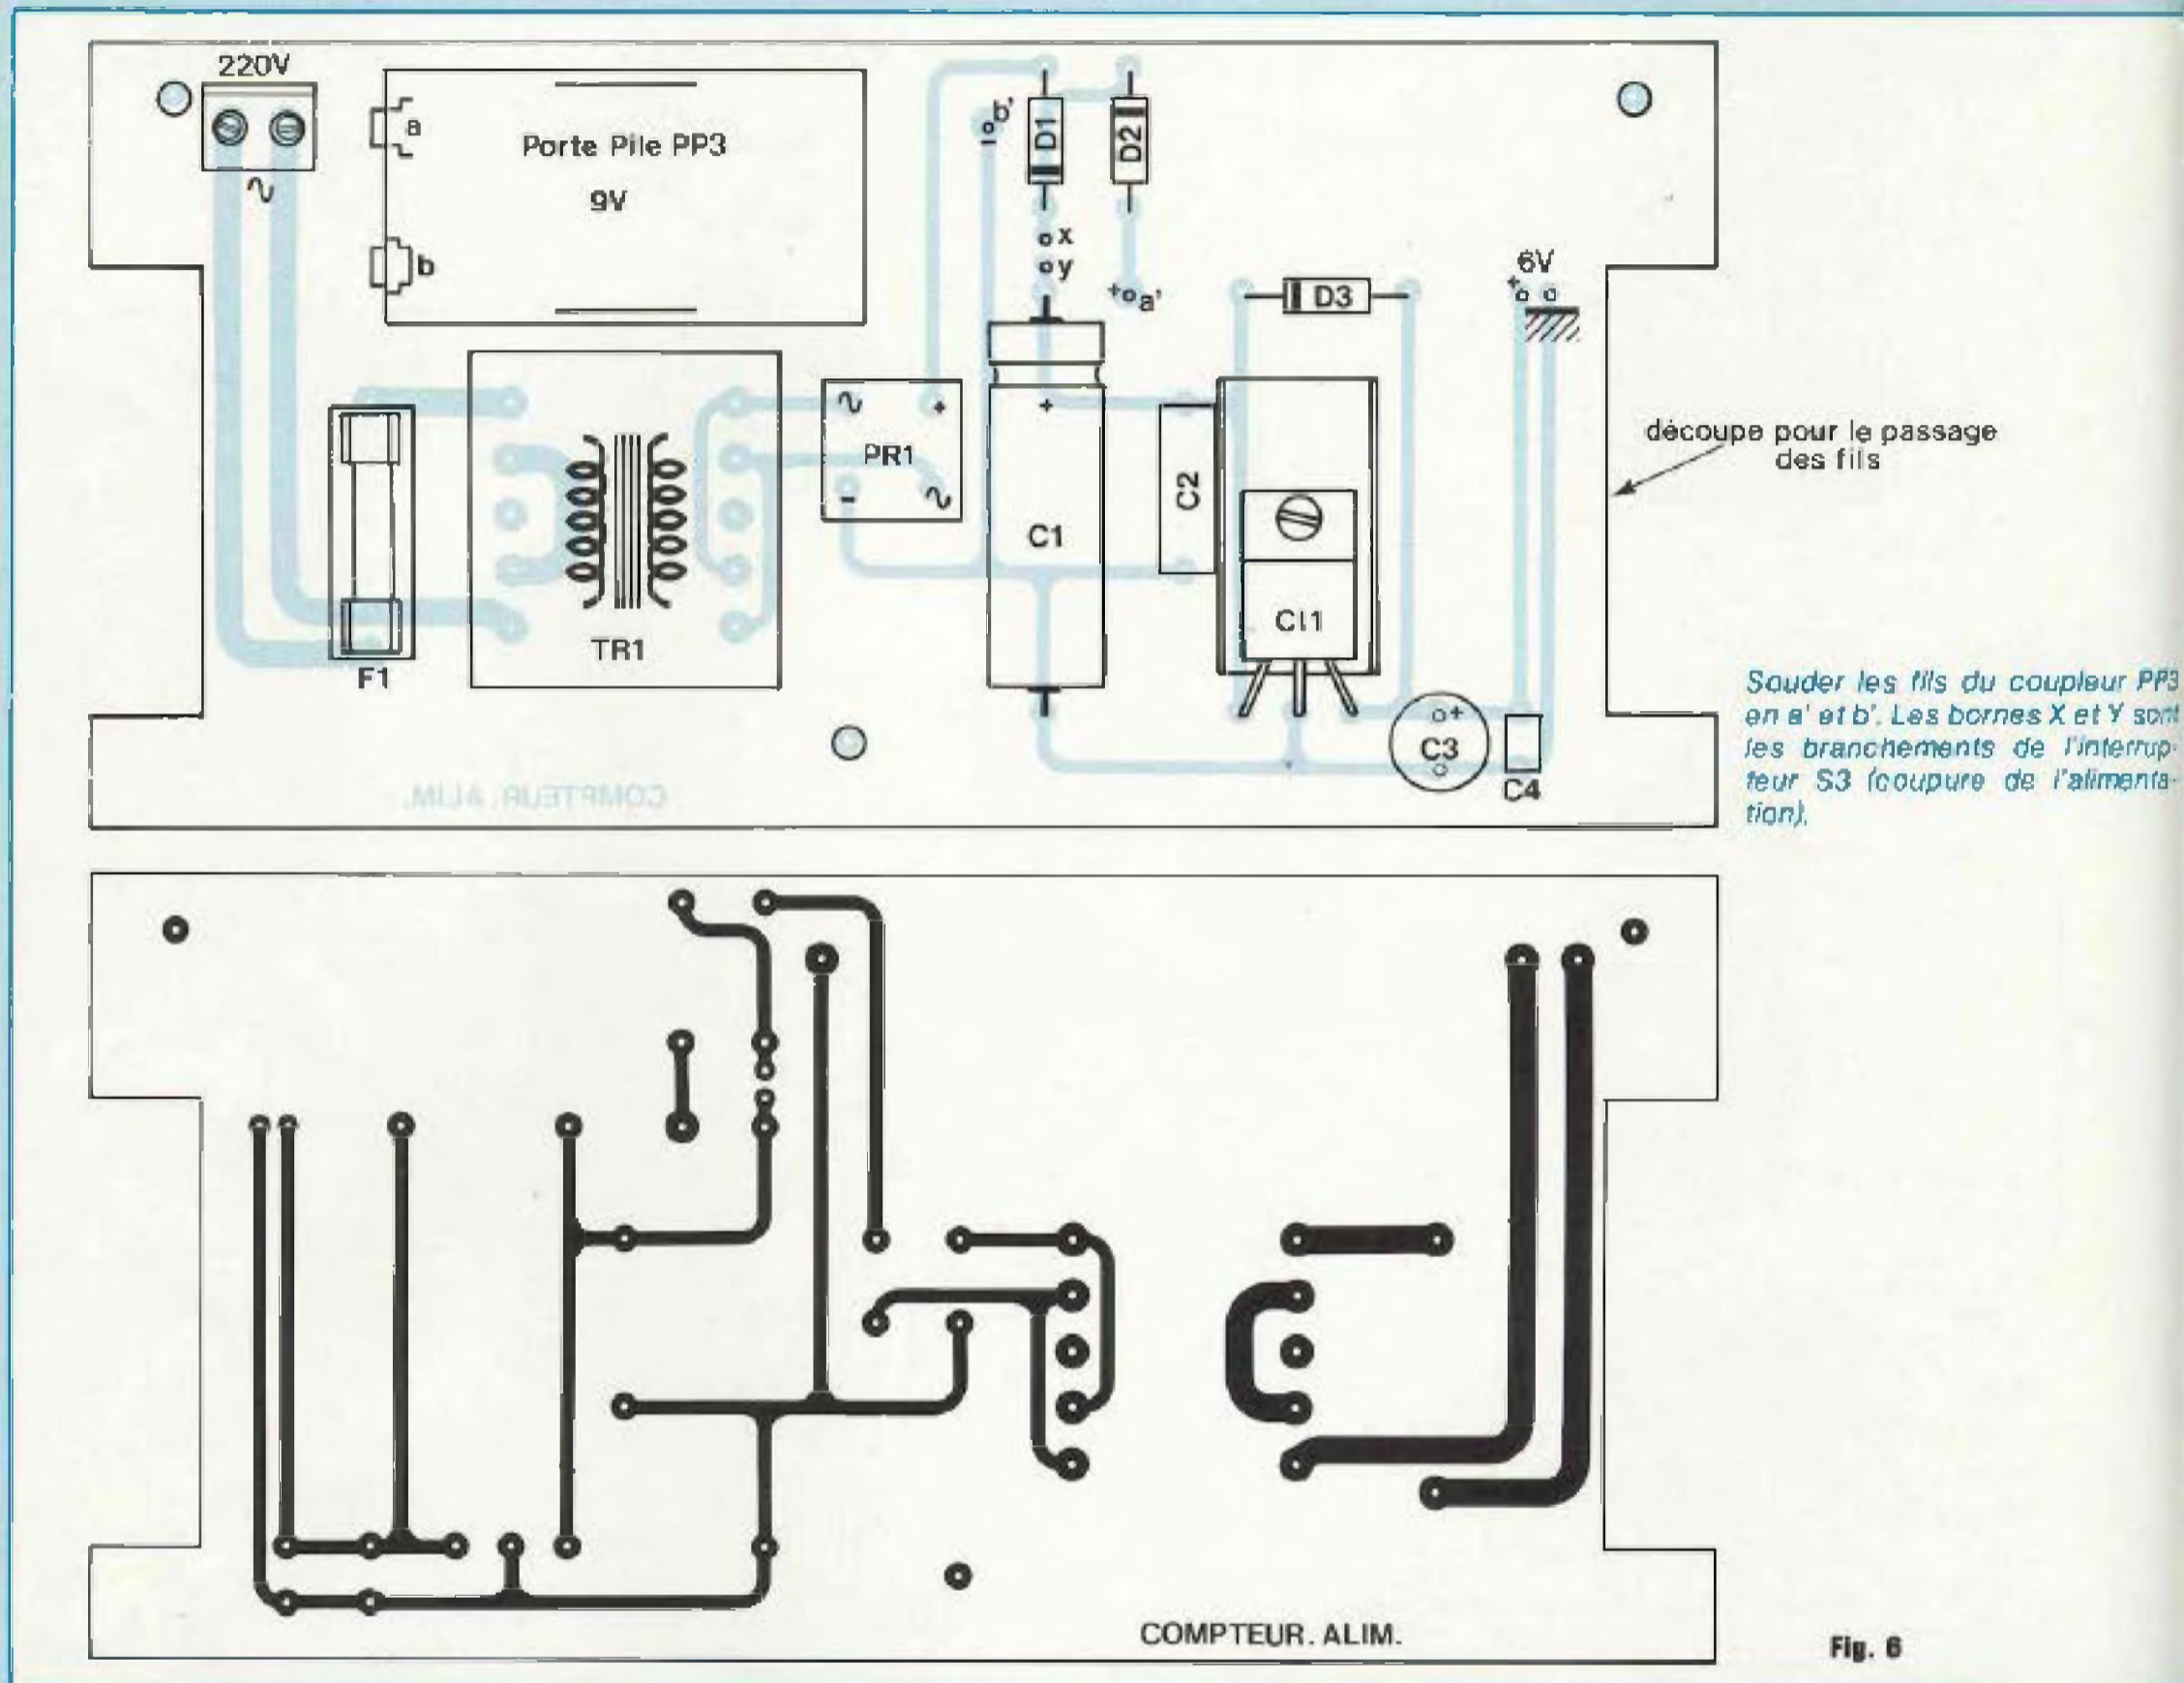 220V
∿
a
Porte Pile PP3
9V
b
b'
D1
D2
x
y
+ a'
D3
6V
+
∿
+
PR1
-
∿
+
C1
C2
CI1
découpe pour le passage
des fils
TR1
F1
+
C3
C4
COMPTEUR. ALIM.
Souder les fils du coupleur PP3
en a' et b'. Les bornes X et Y sont
les branchements de l'interrup-
teur S3 (coupure de l'alimenta-
tion).
COMPTEUR. ALIM.
Fig. 6